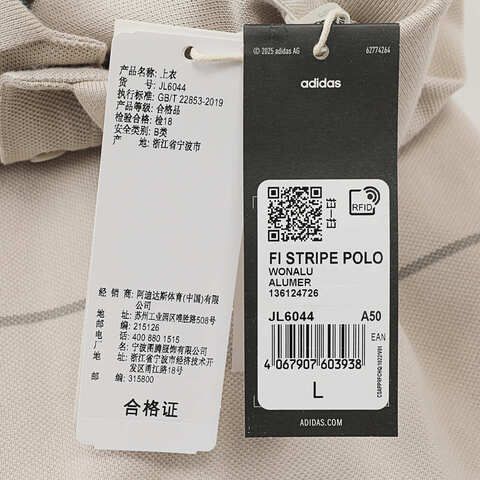 产品名称: 上衣
货 号: JL6044
执行标准: GB/T 22853-2019
产品等级: 合格品
检验合格: 检18
安全类别: B类
产 地: 浙江省宁波市
经 销 商: 阿迪达斯体育(中国)有限公司
地 址: 苏州工业园区唯胜路508号
邮 编: 215126
电 话: 400 880 1515
厂 名: 宁波圈腾服饰有限公司
地 址: 浙江省宁波市经济技术开发区甬江路18号
邮 编: 315800
合格证
© 2025 adidas AG
62774264
adidas
RFID
FI STRIPE POLO
WONALU
ALUMER
136124726
JL6044 A50
EAN
4 067907 603938
L
ADIDAS.COM